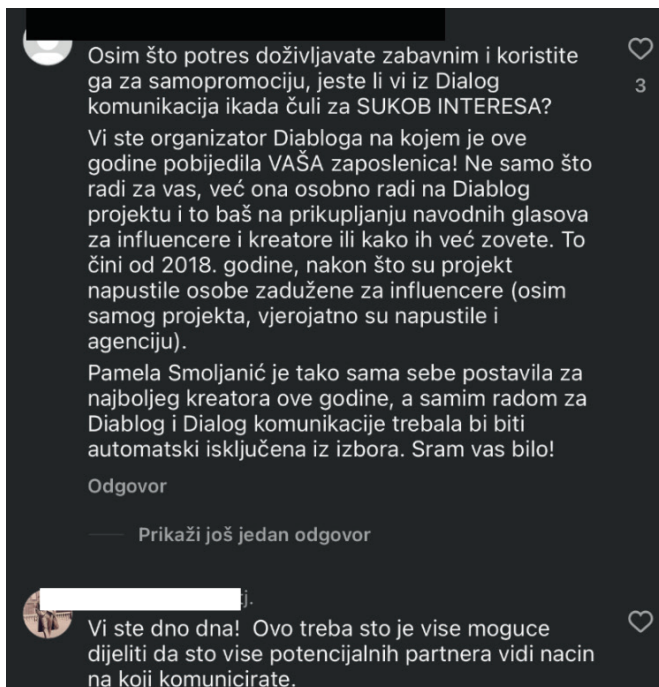 Osim što potres doživljavate zabavnim i koristite
ga za samopromociju, jeste li vi iz Dialog
komunikacija ikada čuli za SUKOB INTERESA?
3
Vi ste organizator Diabloga na kojem je ove
godine pobijedila VAŠA zaposlenica! Ne samo što
radi za vas, već ona osobno radi na Diablog
projektu i to baš na prikupljanju navodnih glasova
za influencere i kreatore ili kako ih već zovete. To
čini od 2018. godine, nakon što su projekt
napustile osobe zadužene za influencere (osim
samog projekta, vjerojatno su napustile i
agenciju).
Pamela Smoljanić je tako sama sebe postavila za
najboljeg kreatora ove godine, a samim radom za
Diablog i Dialog komunikacije trebala bi biti
automatski isključena iz izbora. Sram vas bilo!
Odgovor
Prikaži još jedan odgovor
tj.
Vi ste dno dna! Ovo treba sto je vise moguce
dijeliti da sto vise potencijalnih partnera vidi nacin
na koji komunicirate.